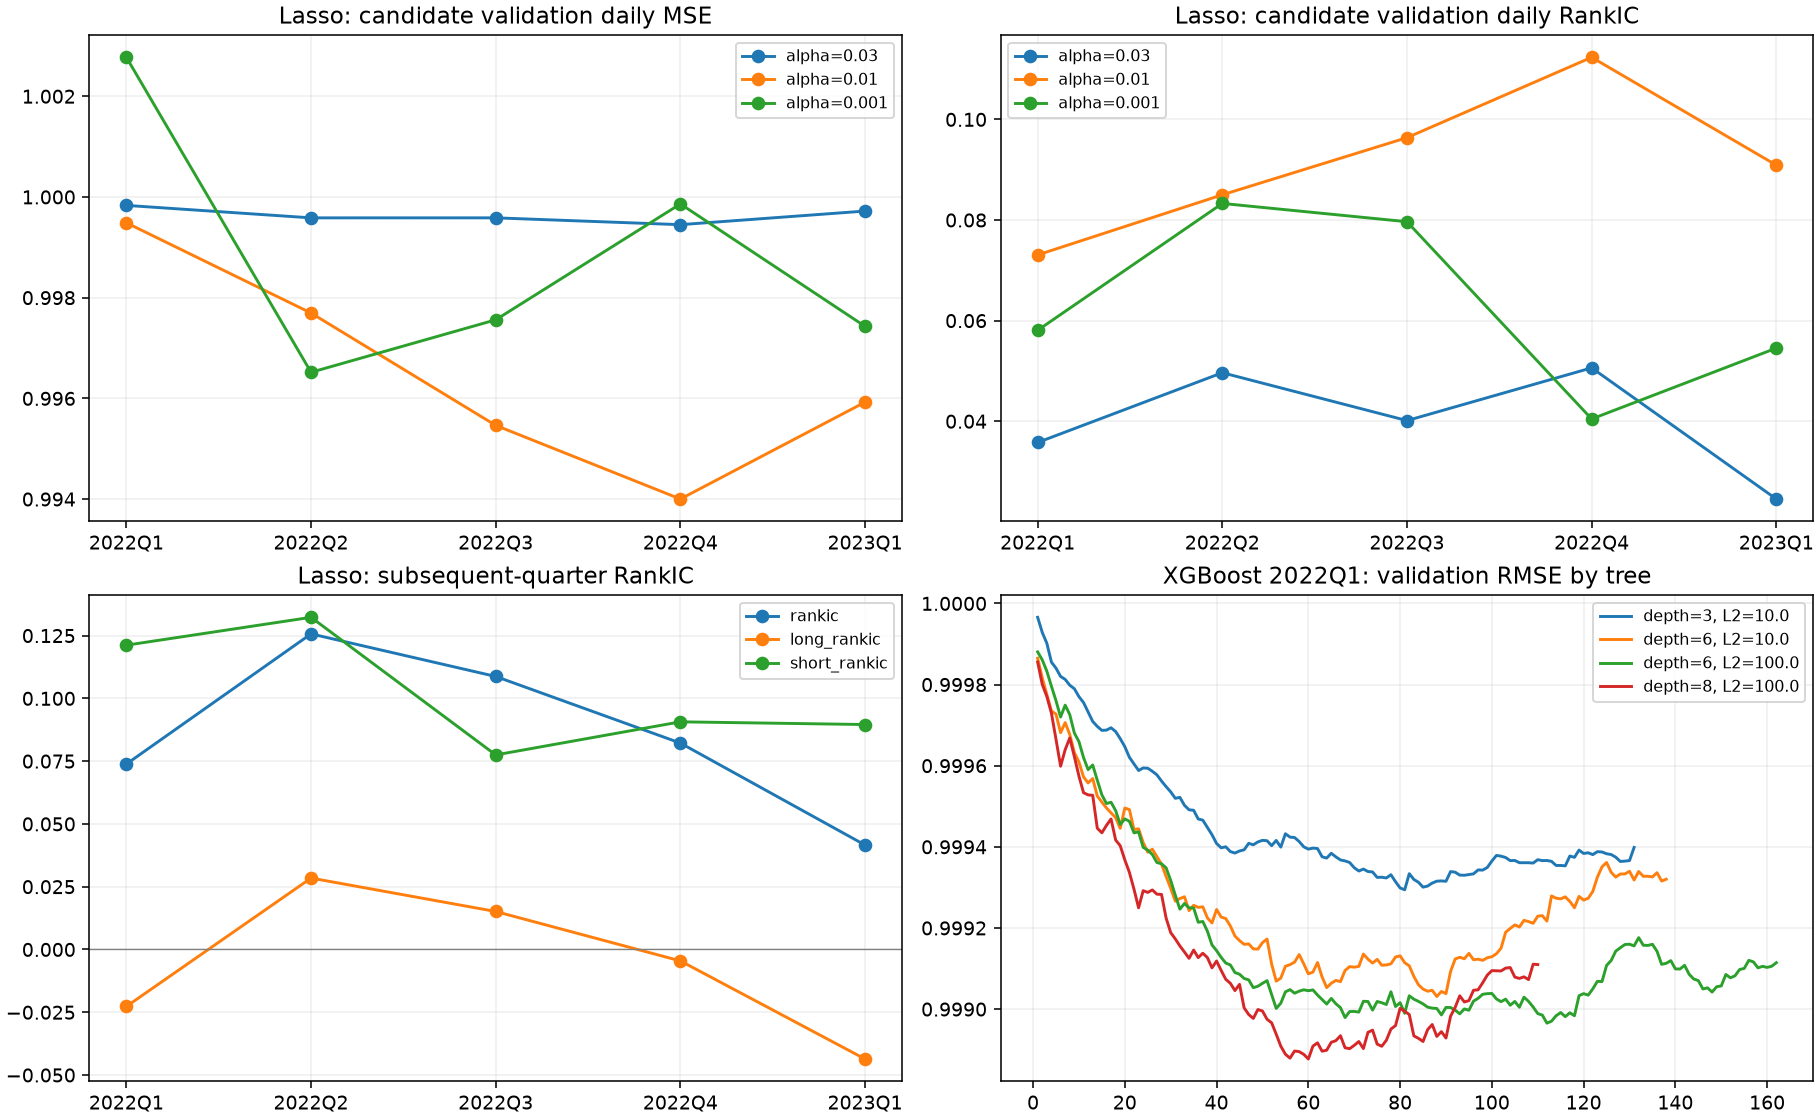 Lasso: candidate validation daily MSE
alpha=0.03
alpha=0.01
alpha=0.001
1.002
1.000
0.998
0.996
0.994
2022Q1
2022Q2
2022Q3
2022Q4
2023Q1
Lasso: candidate validation daily RankIC
alpha=0.03
alpha=0.01
alpha=0.001
0.10
0.08
0.06
0.04
2022Q1
2022Q2
2022Q3
2022Q4
2023Q1
Lasso: subsequent-quarter RankIC
rankic
long_rankic
short_rankic
0.125
0.100
0.075
0.050
0.025
0.000
−0.025
−0.050
2022Q1
2022Q2
2022Q3
2022Q4
2023Q1
XGBoost 2022Q1: validation RMSE by tree
depth=3, L2=10.0
depth=6, L2=10.0
depth=6, L2=100.0
depth=8, L2=100.0
1.0000
0.9998
0.9996
0.9994
0.9992
0.9990
0
20
40
60
80
100
120
140
160